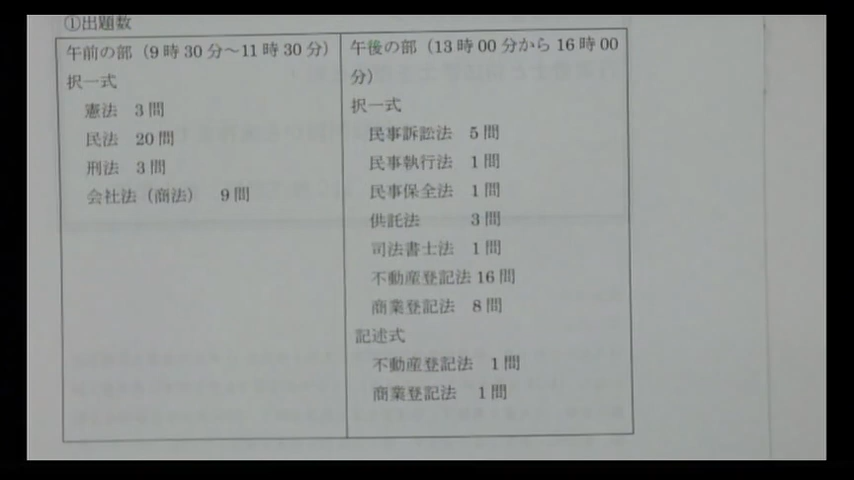 ①出題数
午前の部（9時30分～11時30分）
択一式
憲法　3問
民法　20問
刑法　3問
会社法（商法）　9問
午後の部（13時00分から16時00
分）
択一式
民事訴訟法　5問
民事執行法　1問
民事保全法　1問
供託法　3問
司法書士法　1問
不動産登記法 16問
商業登記法　8問
記述式
不動産登記法　1問
商業登記法　1問